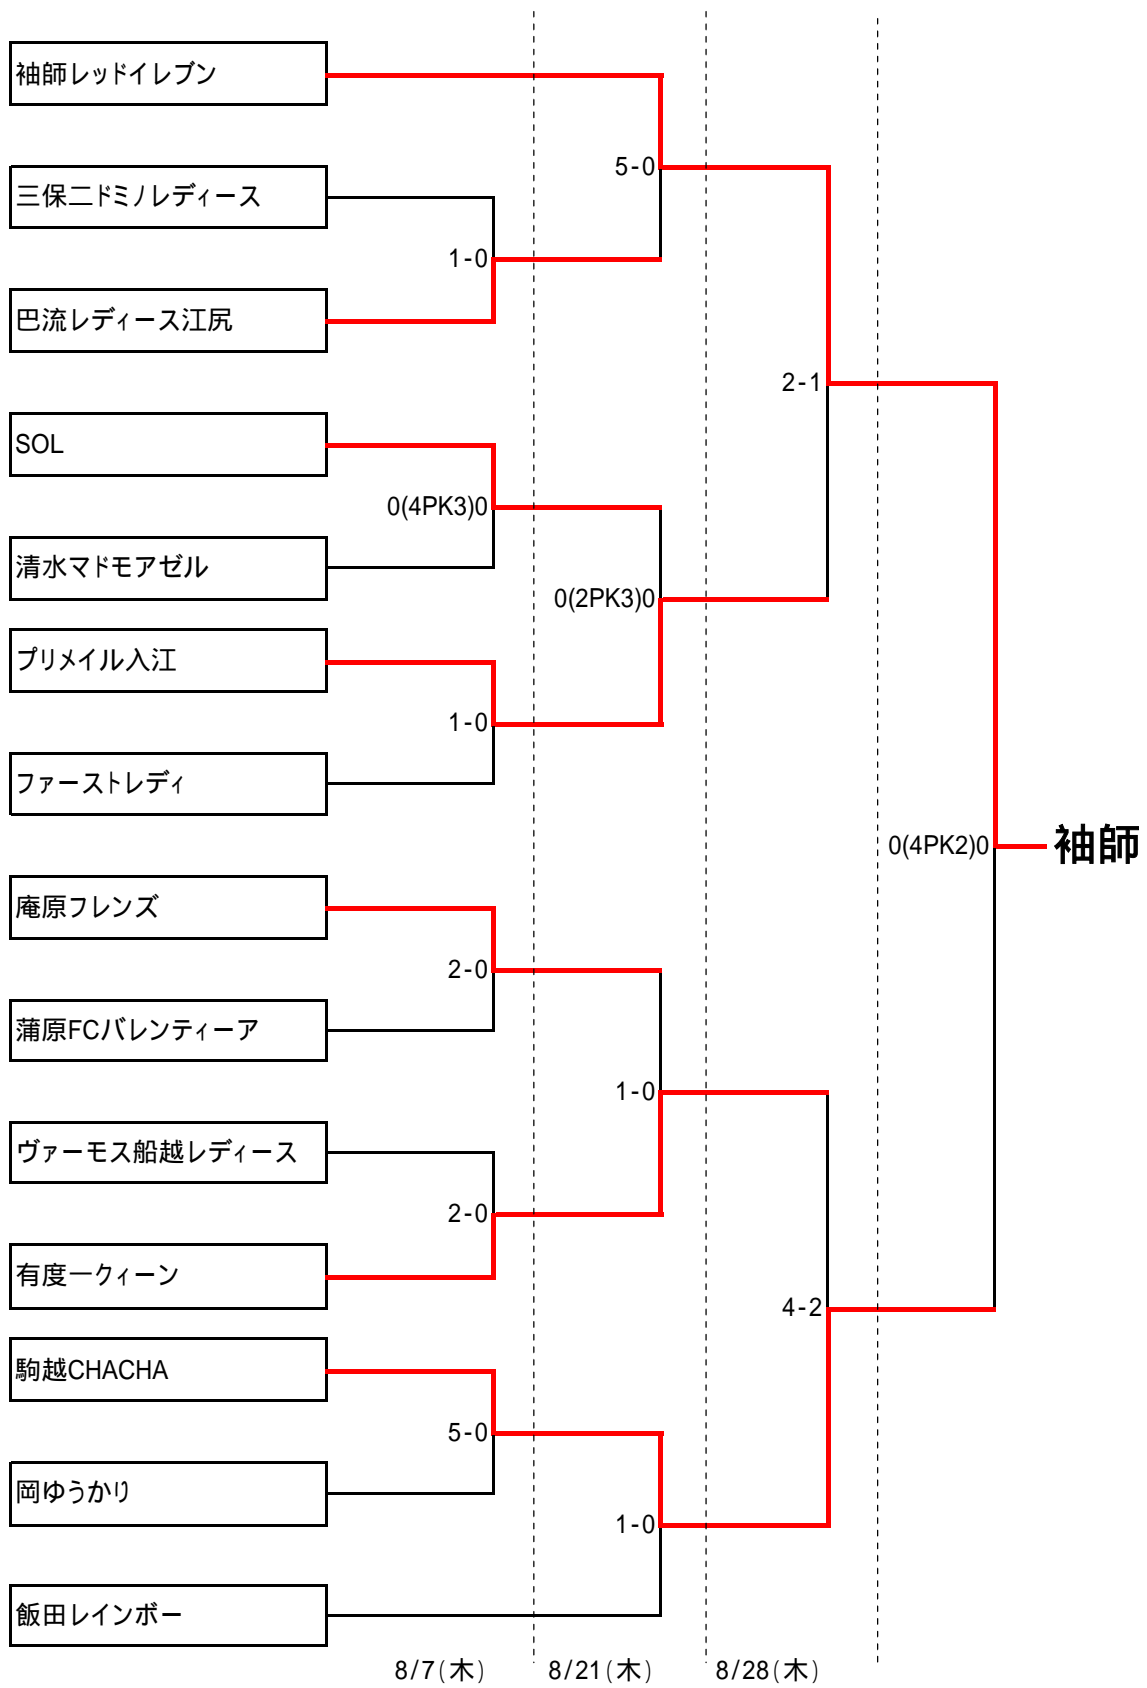 袖師レッドイレブン
5-0
三保二ドミノレディース
1-0
巴流レディース江尻
2-1
SOL
0(4PK3)0
清水マドモアゼル
0(2PK3)0
プリメイル入江
1-0
ファーストレディ
0(4PK2)0
袖師
庵原フレンズ
2-0
蒲原FCバレンティーア
1-0
ヴァーモス船越レディース
2-0
有度一クィーン
4-2
駒越CHACHA
5-0
岡ゆうかり
1-0
飯田レインボー
8/7(木) 8/21(木) 8/28(木)